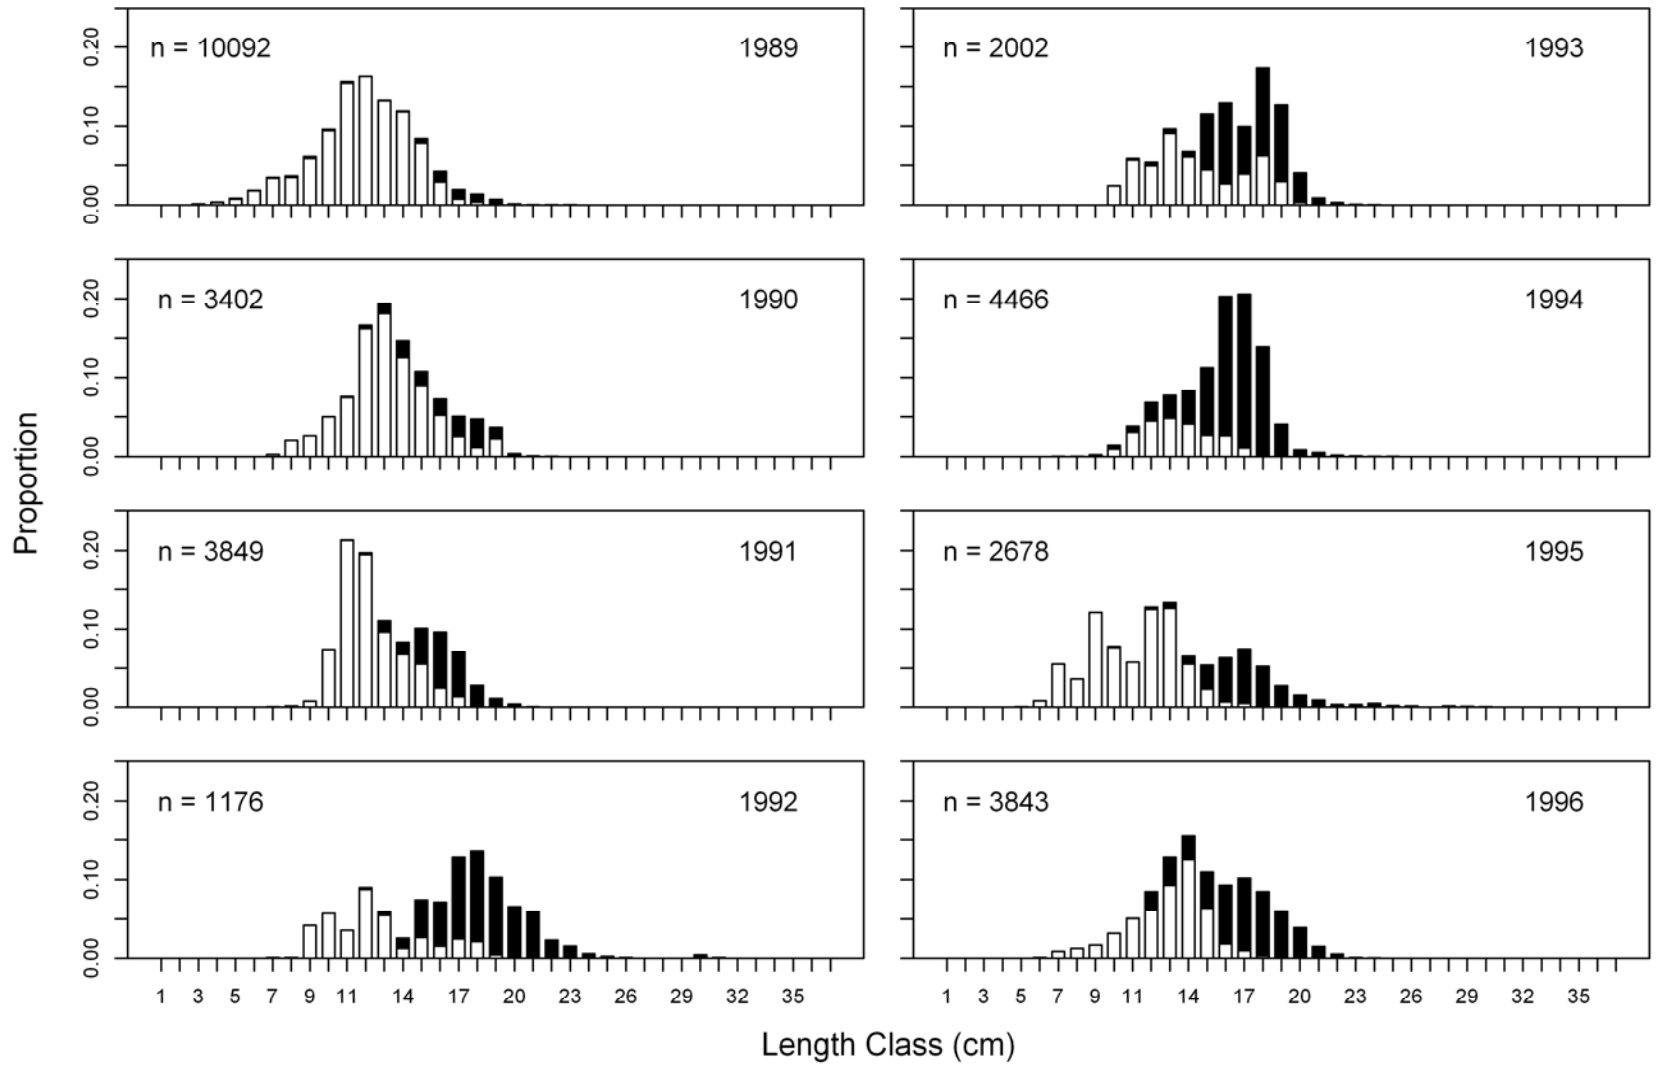 Proportion
n = 10092 1989
0.00 0.10 0.20
n = 3402 1990
0.00 0.10 0.20
n = 3849 1991
0.00 0.10 0.20
n = 1176 1992
0.00 0.10 0.20
1 3 5 7 9 11 14 17 20 23 26 29 32 35
n = 2002 1993
n = 4466 1994
n = 2678 1995
n = 3843 1996
1 3 5 7 9 11 14 17 20 23 26 29 32 35
Length Class (cm)